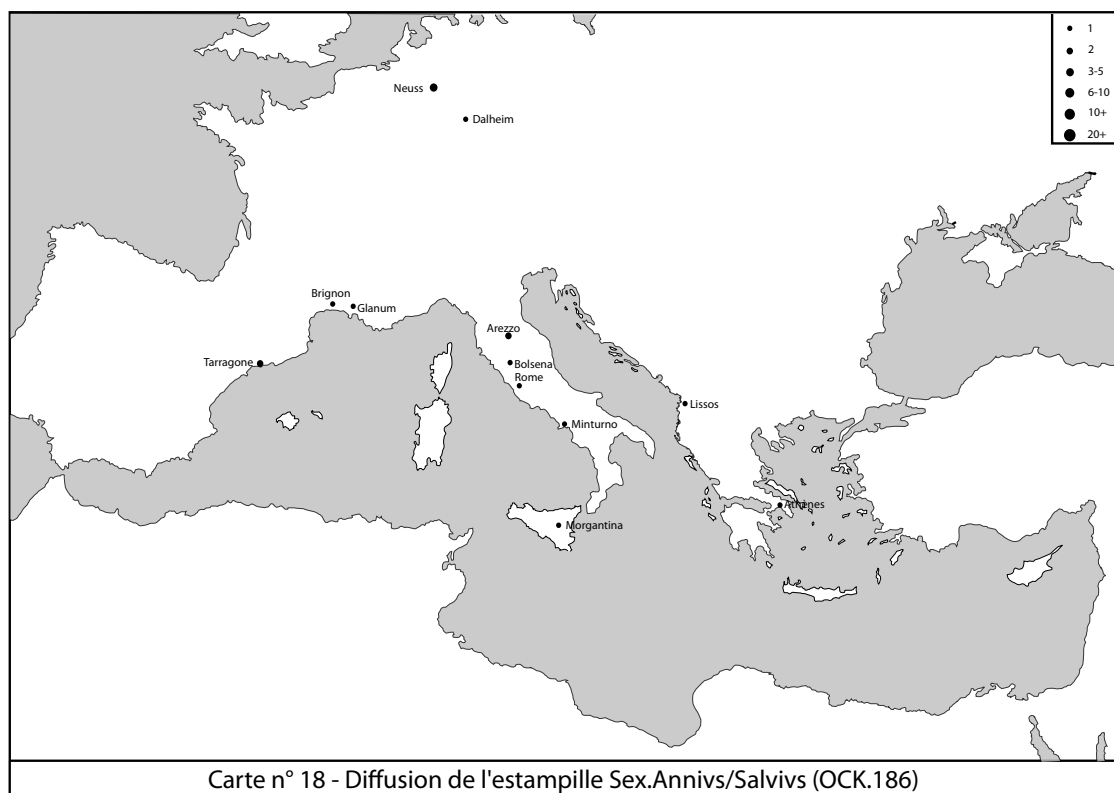 1
2
3-5
6-10
10+
20+
Neuss
Dalheim
Brignon
Glanum
Arezzo
Tarragone
Bolsena
Rome
Lissos
Minturno
Athènes
Morgantina
Carte n° 18 - Diffusion de l'estampille Sex.Annivs/Salvivs (OCK.186)